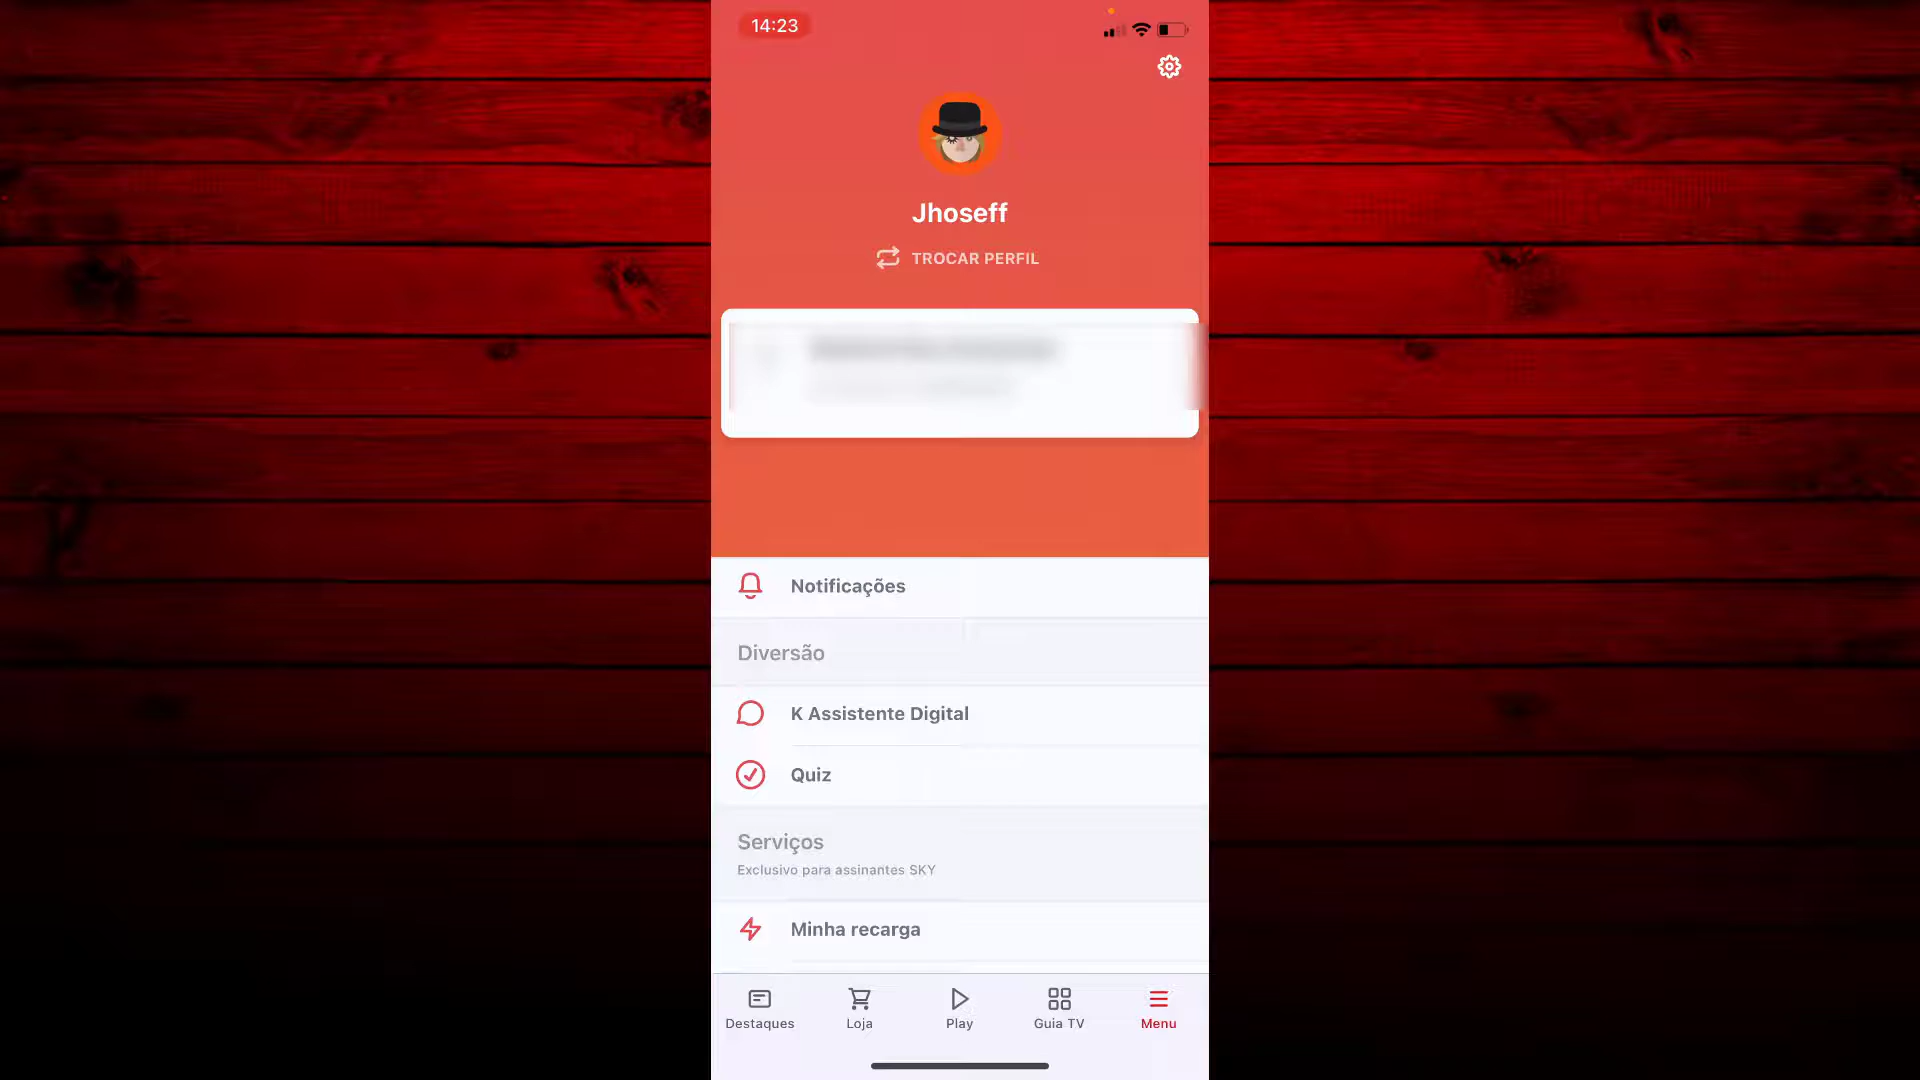 14:23
Jhoseff
TROCAR PERFIL
Notificações
Diversão
K Assistente Digital
Quiz
Serviços
Exclusivo para assinantes SKY
Minha recarga
Destaques
Loja
Play
Guia TV
Menu